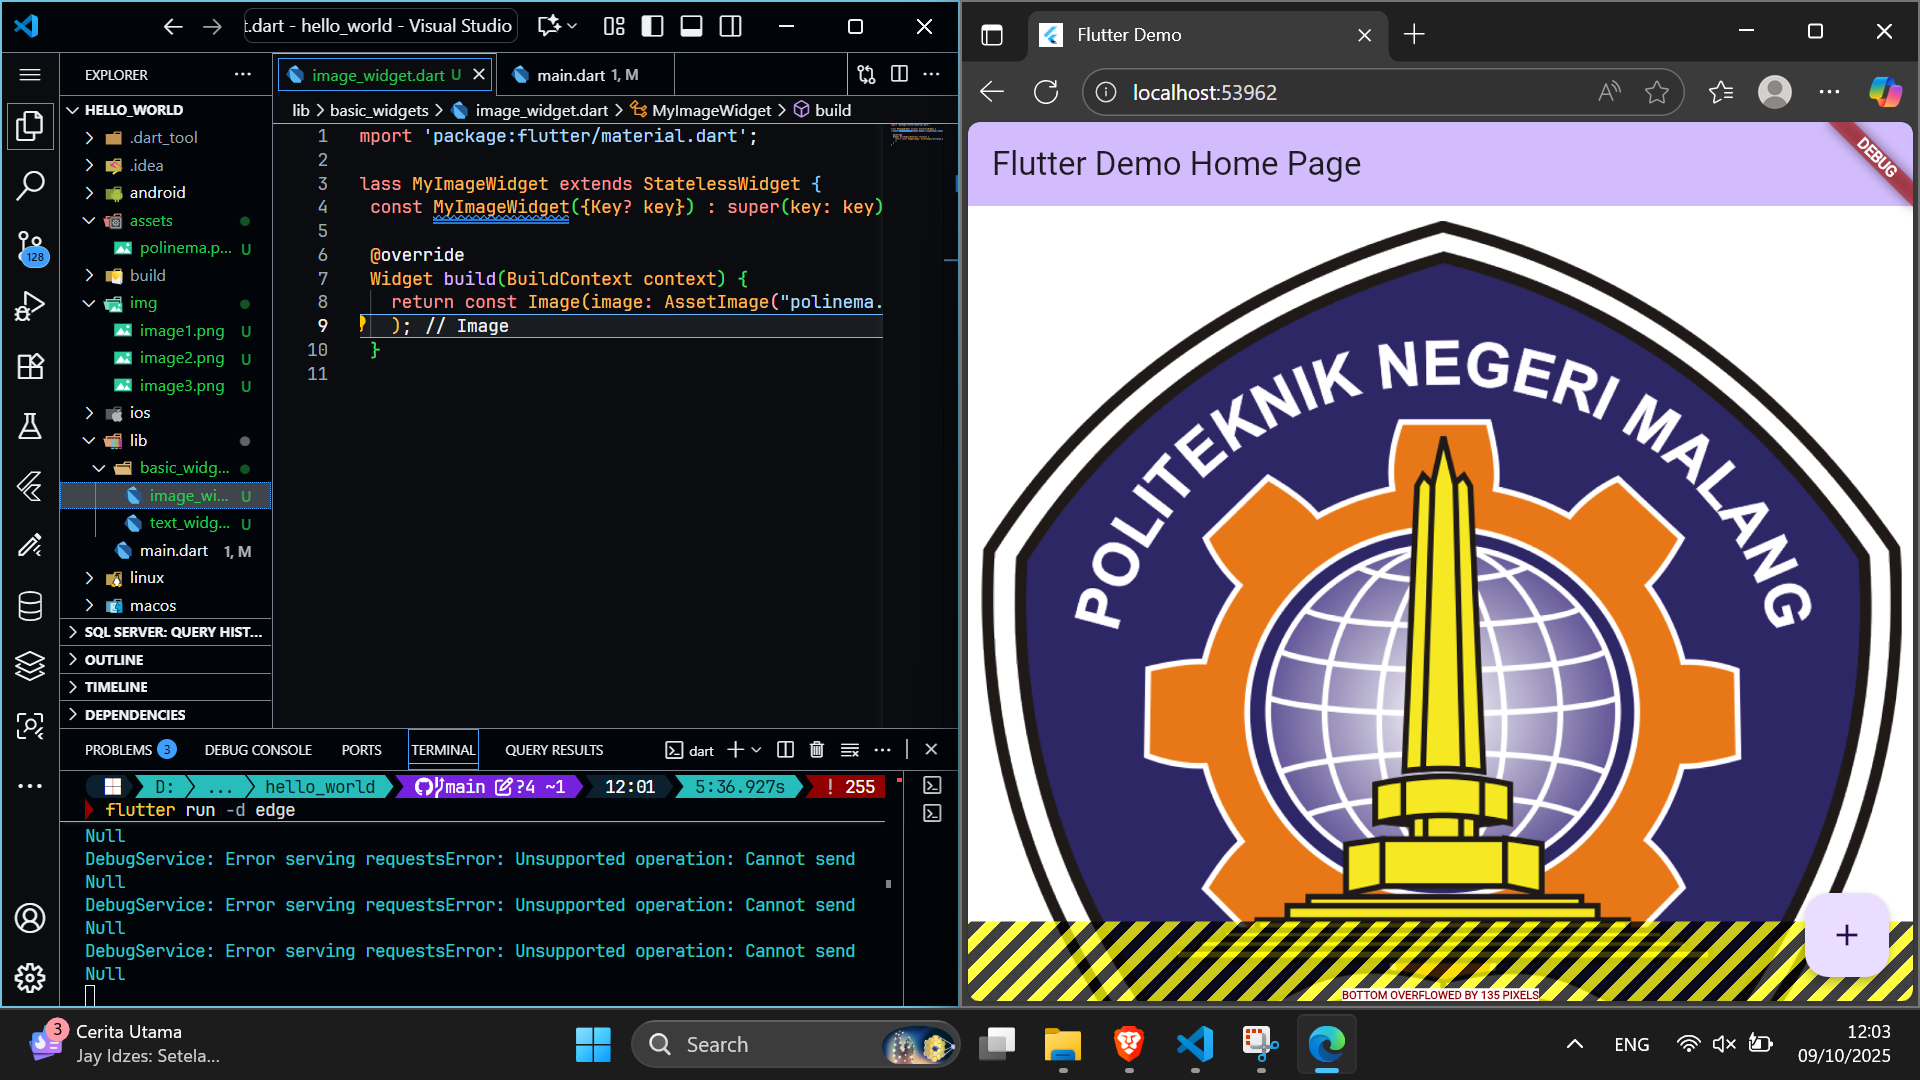 t.dart - hello_world - Visual Studio
EXPLORER
HELLO_WORLD
.dart_tool
.idea
android
assets
polinema.p... U
build
img
image1.png U
image2.png U
image3.png U
ios
lib
basic_widg...
image_wi... U
text_widg... U
main.dart 1, M
linux
macos
SQL SERVER: QUERY HIST...
OUTLINE
TIMELINE
DEPENDENCIES
128
image_widget.dart U
main.dart 1, M
lib > basic_widgets > image_widget.dart > MyImageWidget > build
1 mport 'package:flutter/material.dart';
2
3 lass MyImageWidget extends StatelessWidget {
4 const MyImageWidget({Key? key}) : super(key: key)
5
6 @override
7 Widget build(BuildContext context) {
8 return const Image(image: AssetImage("polinema.
9 ); // Image
10 }
11
PROBLEMS 3 DEBUG CONSOLE PORTS TERMINAL QUERY RESULTS dart
D: ... hello_world main ?4 ~1 12:01 5:36.927s ! 255
flutter run -d edge
Null
DebugService: Error serving requestsError: Unsupported operation: Cannot send
Null
DebugService: Error serving requestsError: Unsupported operation: Cannot send
Null
DebugService: Error serving requestsError: Unsupported operation: Cannot send
Null
Flutter Demo
localhost:53962
Flutter Demo Home Page
DEBUG
POLITEKNIK NEGERI MALANG
+
BOTTOM OVERFLOWED BY 135 PIXELS
3
Cerita Utama
Jay Idzes: Setela...
Search
ENG
12:03
09/10/2025